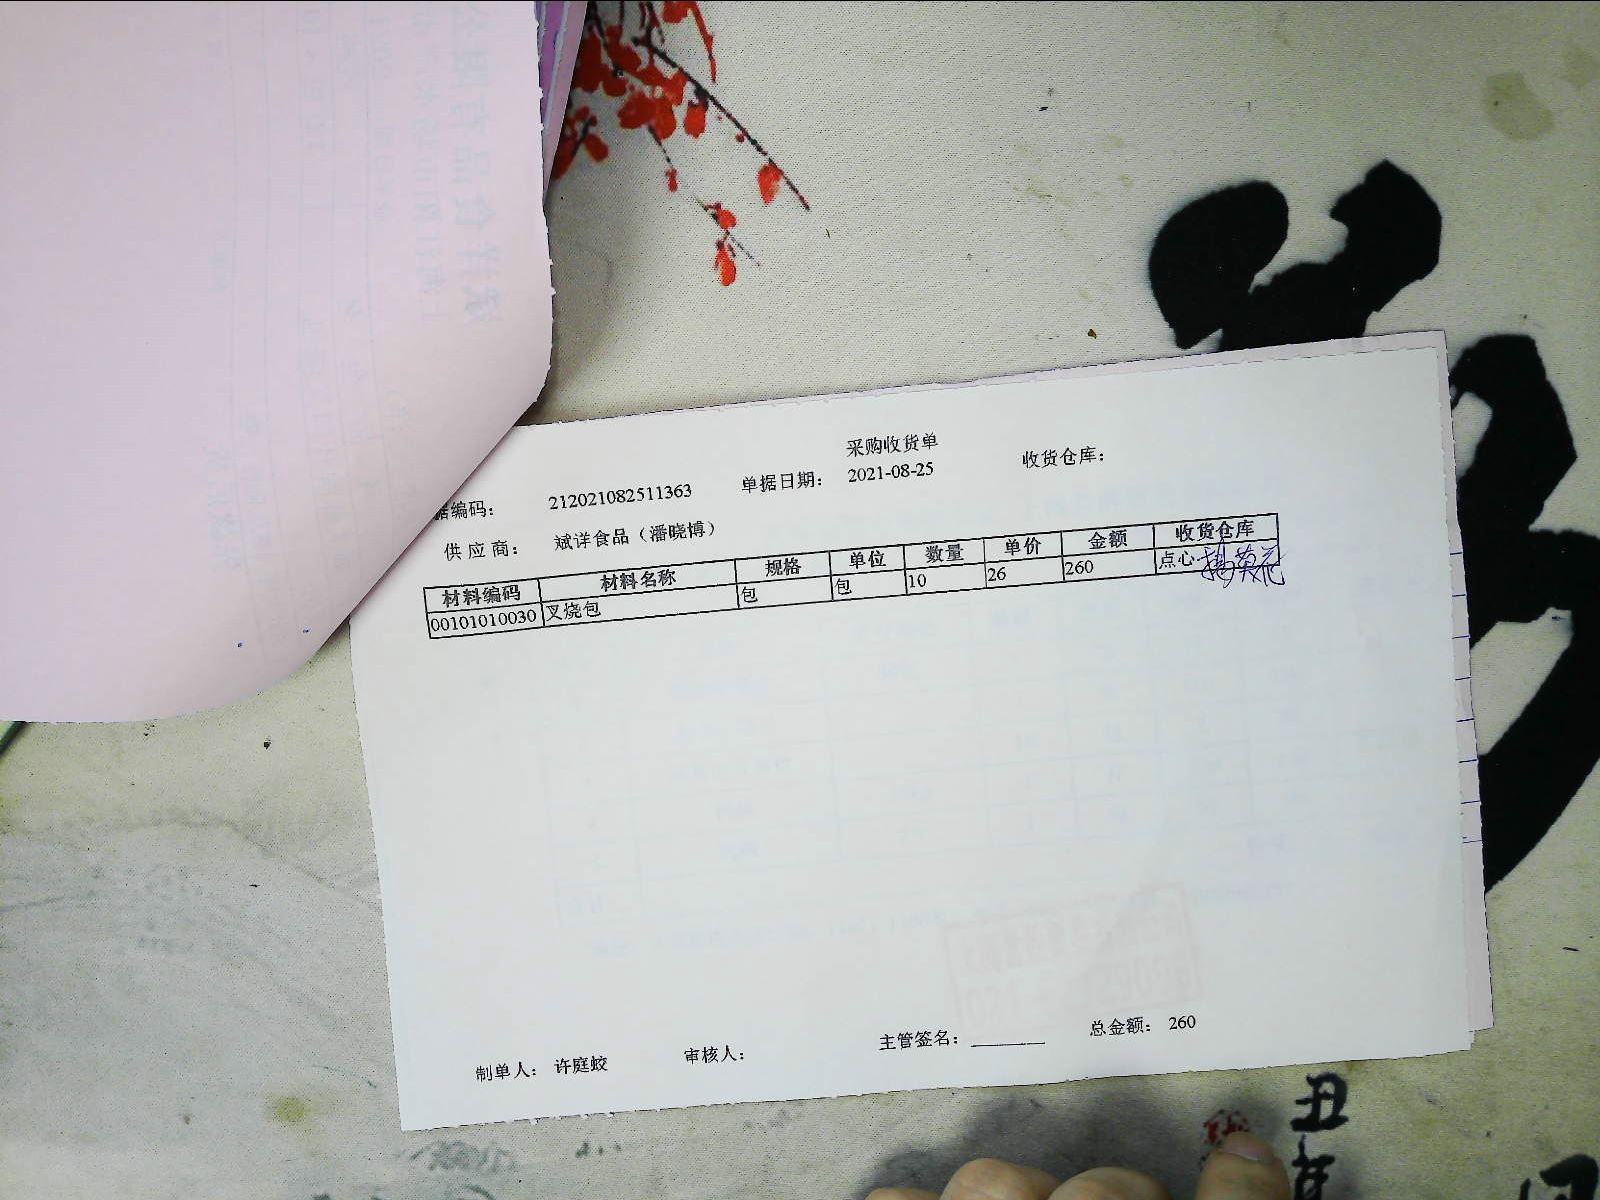 采购收货单
据编码： 212021082511363 单据日期： 2021-08-25 收货仓库：
供应商： 斌详食品（潘晓博）
材料编码 材料名称 规格 单位 数量 单价 金额 收货仓库
00101010030 叉烧包 包 包 10 26 260 点心
制单人： 许庭蛟 审核人： 主管签名： 总金额： 260
丑